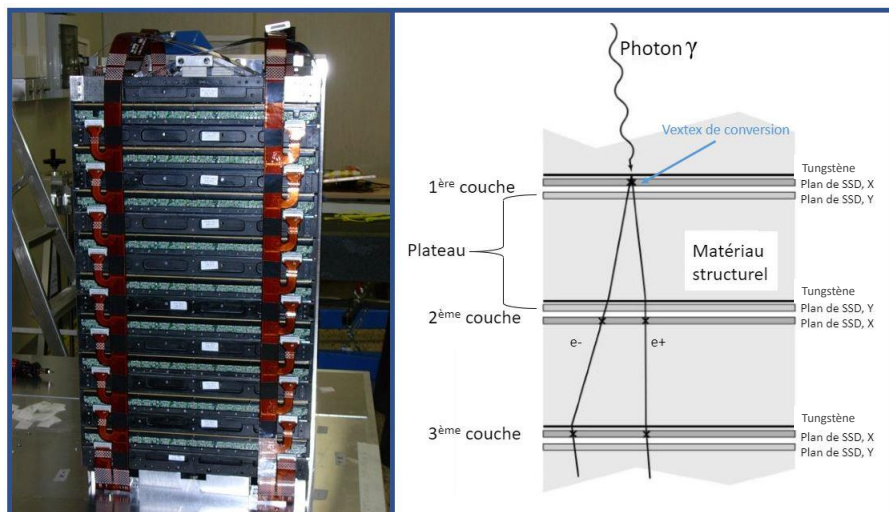 Photon γ
Vextex de conversion
Tungstène
1ère couche
Plan de SSD, X
Plan de SSD, Y
Plateau
Matériau
structurel
Tungstène
Plan de SSD, Y
2ème couche
Plan de SSD, X
e-
e+
Tungstène
3ème couche
Plan de SSD, X
Plan de SSD, Y